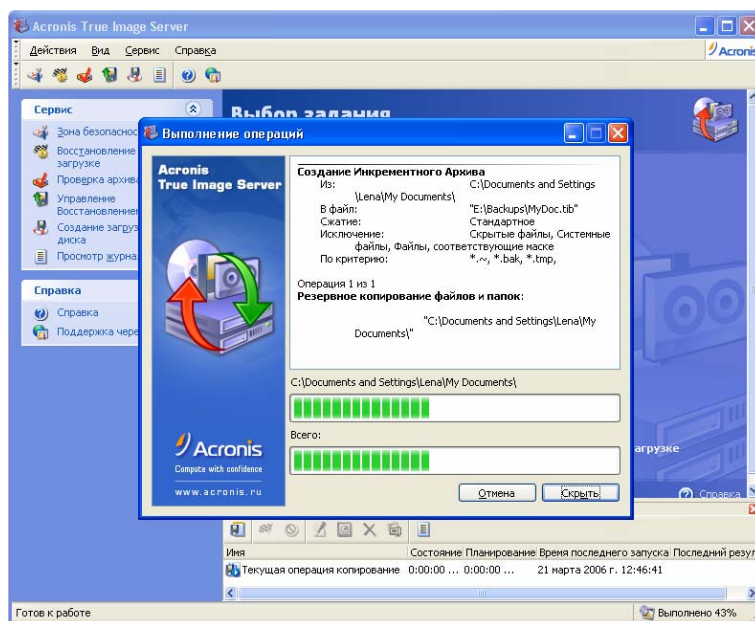 Acronis True Image Server
Действия Вид Сервис Справка
Acronis
Сервис
Зона безопаснос
Восстановление
загрузке
Проверка архива
Управление
Восстановлением
Создание загруз
диска
Просмотр журна
Справка
Справка
Поддержка чере
Выбор задания
Выполнение операций
Acronis
True Image Server
Создание Инкрементного Архива
Из: C:\Documents and Settings
\Lena\My Documents\
В файл: "E:\Backups\MyDoc.tib"
Сжатие: Стандартное
Исключение: Скрытые файлы, Системные
файлы, Файлы, соответствующие маске
По критерию: *.~, *.bak, *.tmp,
Операция 1 из 1
Резервное копирование файлов и папок:
"C:\Documents and Settings\Lena\My
Documents\"
C:\Documents and Settings\Lena\My Documents\
Всего:
Acronis
Compute with confidence
www.acronis.ru
Отмена Скрыть
агрузке
Справка
Имя Состояние Планирование Время последнего запуска Последний резул
Текущая операция копирование 0:00:00 ... 0:00:00 ... 21 марта 2006 г. 12:46:41
Готов к работе Выполнено 43%